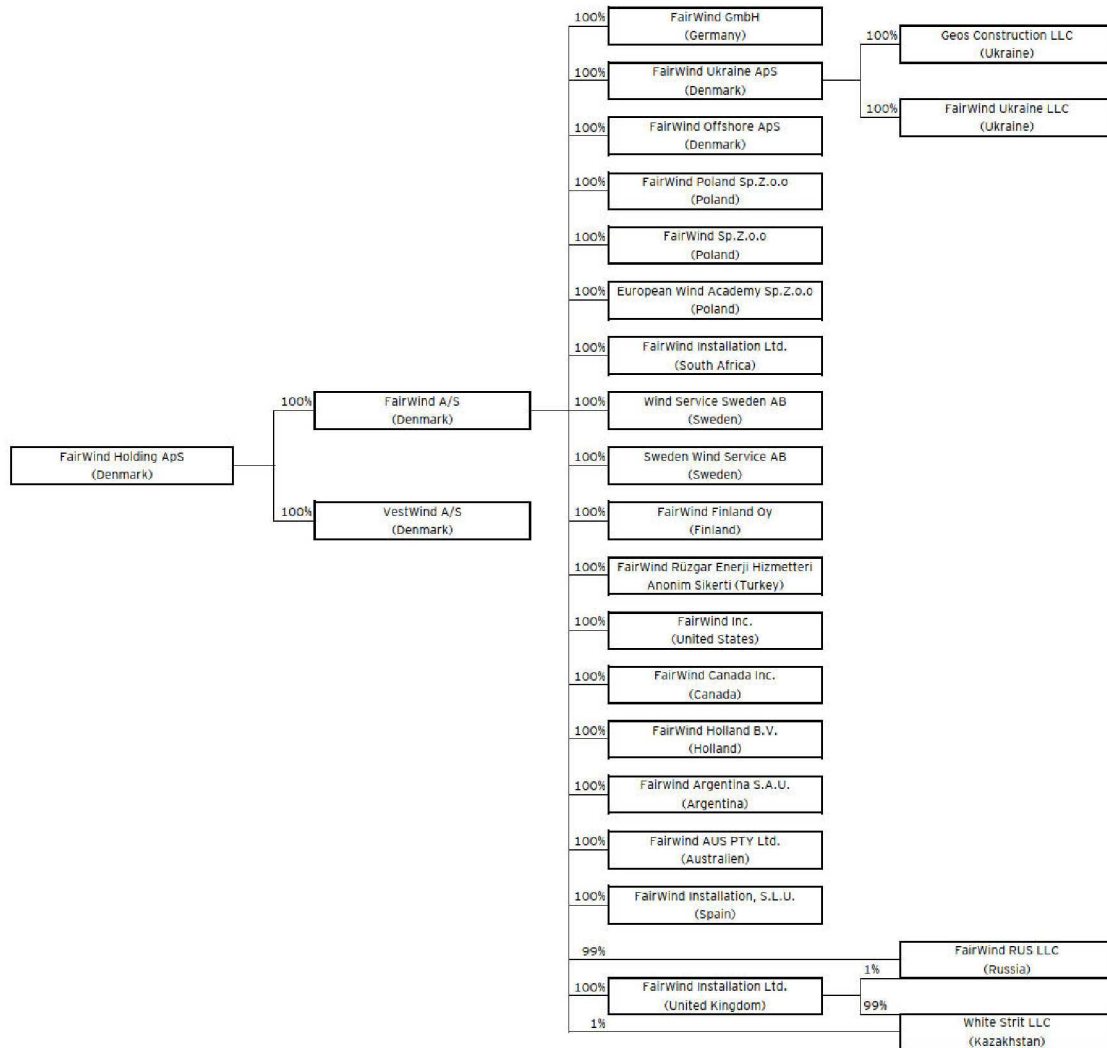 100%
FairWind GmbH
(Germany)
100%
Geos Construction LLC
(Ukraine)
100%
FairWind Ukraine ApS
(Denmark)
100%
FairWind Ukraine LLC
(Ukraine)
100%
FairWind Offshore ApS
(Denmark)
100%
FairWind Poland Sp.Z.o.o
(Poland)
100%
FairWind Sp.Z.o.o
(Poland)
100%
European Wind Academy Sp.Z.o.o
(Poland)
100%
FairWind Installation Ltd.
(South Africa)
100%
FairWind A/S
(Denmark)
100%
Wind Service Sweden AB
(Sweden)
FairWind Holding ApS
(Denmark)
100%
Sweden Wind Service AB
(Sweden)
100%
VestWind A/S
(Denmark)
100%
FairWind Finland Oy
(Finland)
100%
FairWind Rüzgar Enerji Hizmetteri
Anonim Sikerti (Turkey)
100%
FairWind Inc.
(United States)
100%
FairWind Canada Inc.
(Canada)
100%
FairWind Holland B.V.
(Holland)
100%
Fairwind Argentina S.A.U.
(Argentina)
100%
Fairwind AUS PTY Ltd.
(Australien)
100%
FairWind Installation, S.L.U.
(Spain)
99%
FairWind RUS LLC
(Russia)
1%
100%
FairWind Installation Ltd.
(United Kingdom)
99%
1%
White Strit LLC
(Kazakhstan)